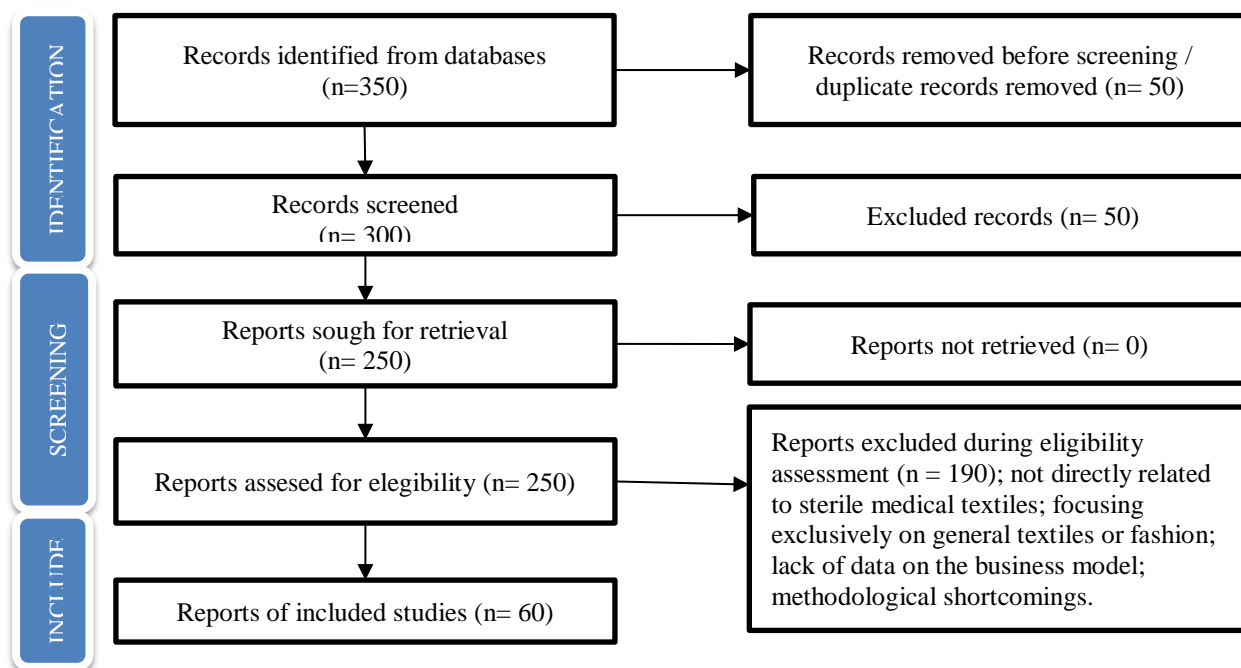 IDENTIFICATION
Records identified from databases
(n=350)
Records removed before screening /
duplicate records removed (n= 50)
Records screened
(n= 300)
Excluded records (n= 50)
SCREENING
Reports sough for retrieval
(n= 250)
Reports not retrieved (n= 0)
Reports assesed for elegibility (n= 250)
Reports excluded during eligibility
assessment (n = 190); not directly related
to sterile medical textiles; focusing
exclusively on general textiles or fashion;
lack of data on the business model;
methodological shortcomings.
INCLUDE
Reports of included studies (n= 60)